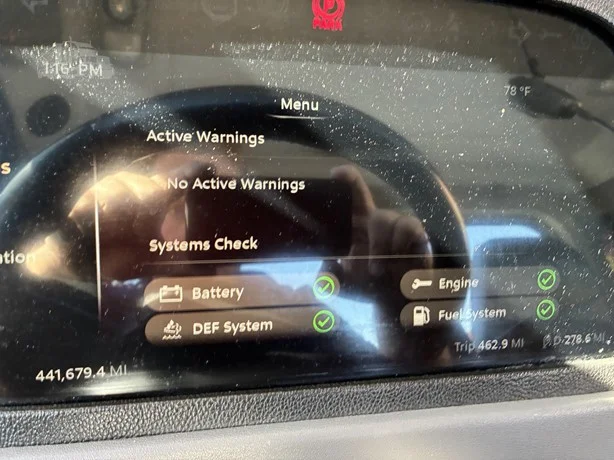 PARK
1:16 PM
78 °F
Menu
Active Warnings
No Active Warnings
Systems Check
Battery
Engine
DEF System
Fuel System
Trip 462.9 MI
441,679.4 MI